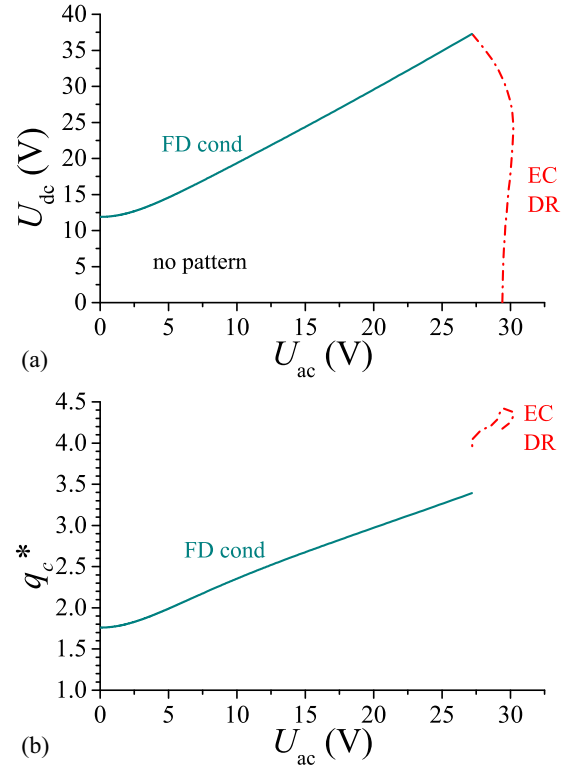 40
35
30
25
20
15
10
5
0
U_dc (V)
FD cond
EC
DR
no pattern
0 5 10 15 20 25 30
(a)
U_ac (V)
4.5
4.0
3.5
3.0
2.5
2.0
1.5
1.0
q_c*
EC
DR
FD cond
0 5 10 15 20 25 30
(b)
U_ac (V)